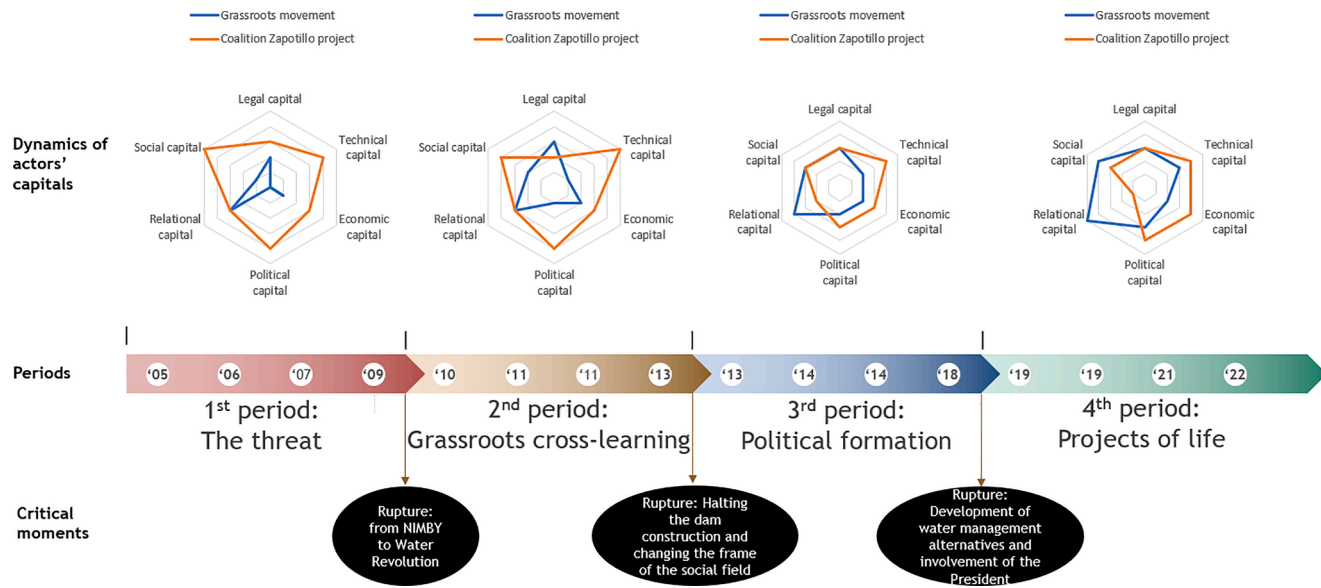 Grassroots movement
Coalition Zapotillo project
Grassroots movement
Coalition Zapotillo project
Grassroots movement
Coalition Zapotillo project
Grassroots movement
Coalition Zapotillo project
Dynamics of
actors’
capitals
Legal capital
Technical
capital
Economic
capital
Political
capital
Relational
capital
Social capital
Legal capital
Technical
capital
Economic
capital
Political
capital
Relational
capital
Social capital
Legal capital
Technical
capital
Economic
capital
Political
capital
Relational
capital
Social
capital
Legal capital
Technical
capital
Economic
capital
Political
capital
Relational
capital
Social
capital
Periods
‘05 ‘06 ‘07 ‘09 ‘10 ‘11 ‘11 ‘13 ‘13 ‘14 ‘14 ‘18 ‘19 ‘19 ‘21 ‘22
1st period:
The threat
2nd period:
Grassroots cross-learning
3rd period:
Political formation
4th period:
Projects of life
Critical
moments
Rupture:
from NIMBY
to Water
Revolution
Rupture: Halting
the dam
construction and
changing the frame
of the social field
Rupture:
Development of
water management
alternatives and
involvement of the
President